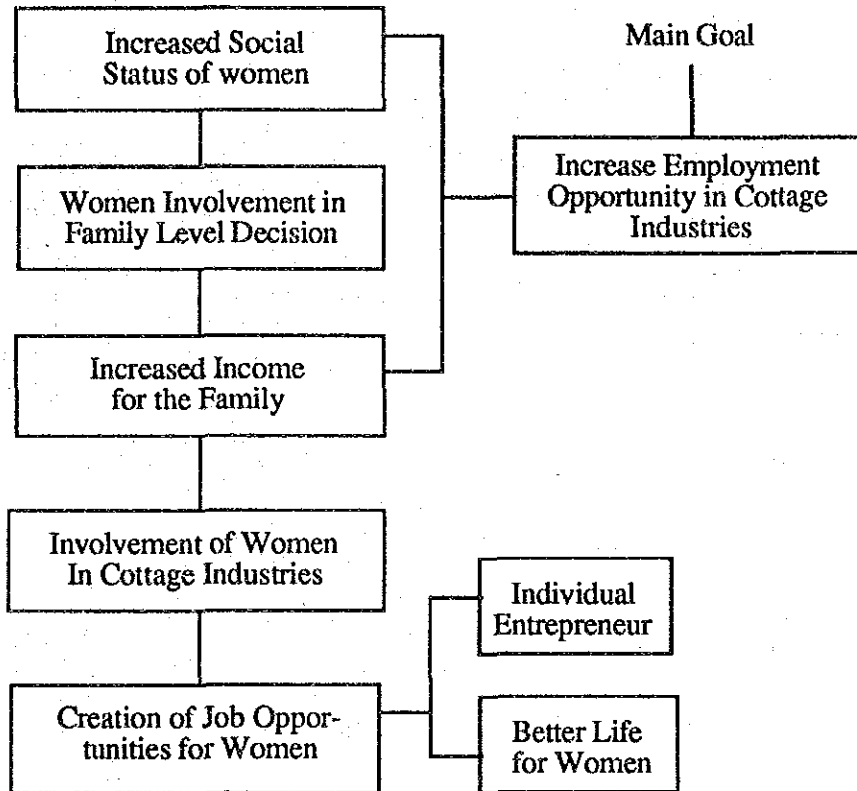 Increased Social
Status of women
Main Goal
Increase Employment
Opportunity in Cottage
Industries
Women Involvement in
Family Level Decision
Increased Income
for the Family
Involvement of Women
In Cottage Industries
Individual
Entrepreneur
Creation of Job Oppor-
tunities for Women
Better Life
for Women